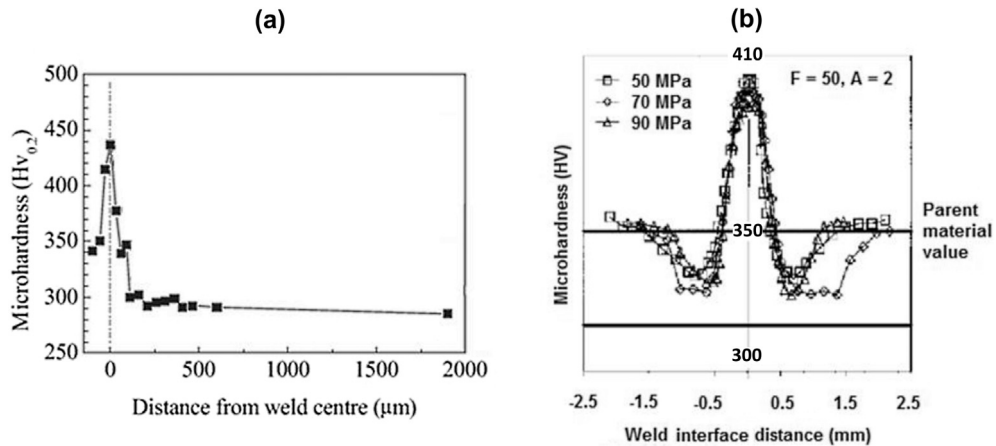 (a)
500
450
400
350
300
250
Microhardness (Hv0.2)
0
500
1000
1500
2000
Distance from weld centre (µm)
(b)
410
50 MPa
70 MPa
90 MPa
F = 50, A = 2
Microhardness (HV)
350
Parent
material
value
300
-2.5
-1.5
-0.5
0.5
1.5
2.5
Weld interface distance (mm)